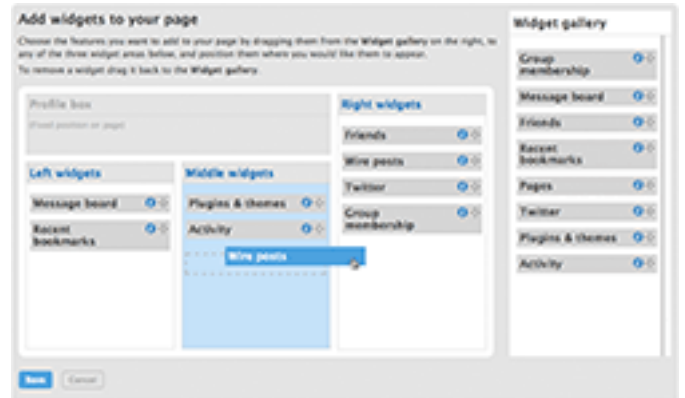 Add widgets to your page
Choose the features you want to add to your page by dragging them from the Widget gallery on the right, to
any of the three widget areas below, and position them where you would like them to appear.
To remove a widget drag it back to the Widget gallery.
Profile box
(Fixed position on page)
Left widgets
Message board
Recent
bookmarks
Middle widgets
Plugins & themes
Activity
Wire posts
Right widgets
Friends
Wire posts
Twitter
Group
membership
Widget gallery
Group
membership
Message board
Friends
Recent
bookmarks
Pages
Twitter
Plugins & themes
Activity
Save
Cancel